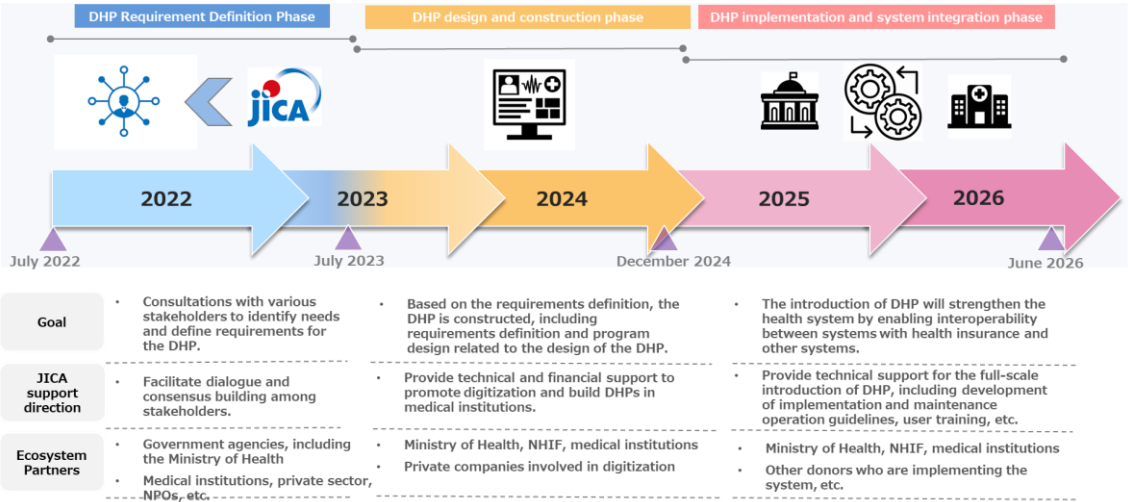 DHP Requirement Definition Phase
DHP design and construction phase
DHP implementation and system integration phase
JICA
2022
2023
2024
2025
2026
July 2022
July 2023
December 2024
June 2026
Goal
• Consultations with various
stakeholders to identify needs
and define requirements for
the DHP.
• Based on the requirements definition, the
DHP is constructed, including
requirements definition and program
design related to the design of the DHP.
• The introduction of DHP will strengthen the
health system by enabling interoperability
between systems with health insurance and
other systems.
JICA
support
direction
• Facilitate dialogue and
consensus building among
stakeholders.
• Provide technical and financial support to
promote digitization and build DHPs in
medical institutions.
• Provide technical support for the full-scale
introduction of DHP, including development
of implementation and maintenance
operation guidelines, user training, etc.
Ecosystem
Partners
• Government agencies, including
the Ministry of Health
• Medical institutions, private sector,
NPOs, etc.
• Ministry of Health, NHIF, medical institutions
• Private companies involved in digitization
• Ministry of Health, NHIF, medical institutions
• Other donors who are implementing the
system, etc.